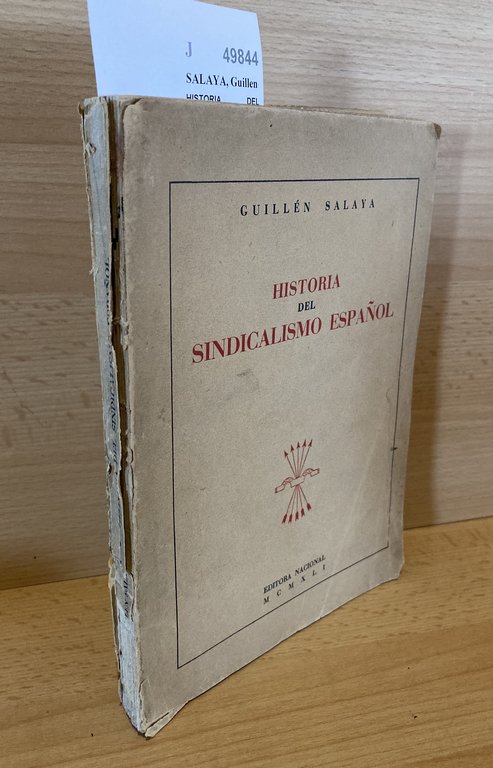 J 49844
SALAYA, Guillen
HISTORIA DEL
GUILLÉN SALAYA
HISTORIA
DEL
SINDICALISMO ESPAÑOL
EDITORA NACIONAL
MCMXLI